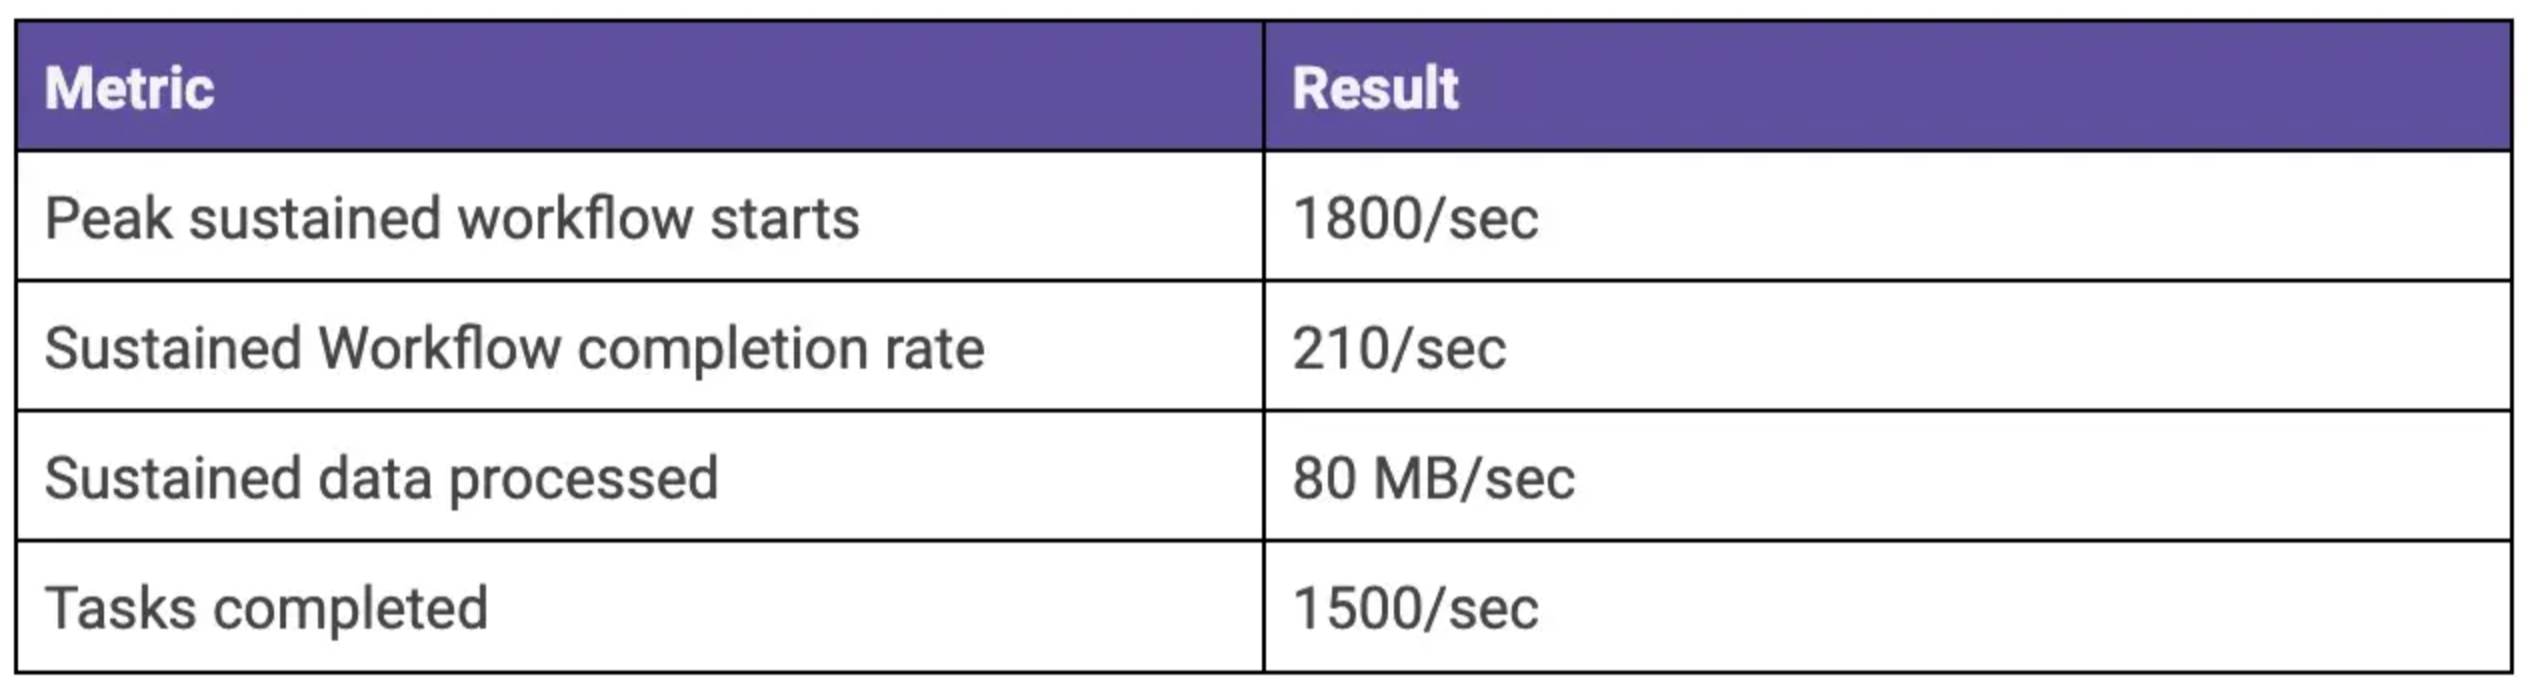 Metric Result
Peak sustained workflow starts 1800/sec
Sustained Workflow completion rate 210/sec
Sustained data processed 80 MB/sec
Tasks completed 1500/sec